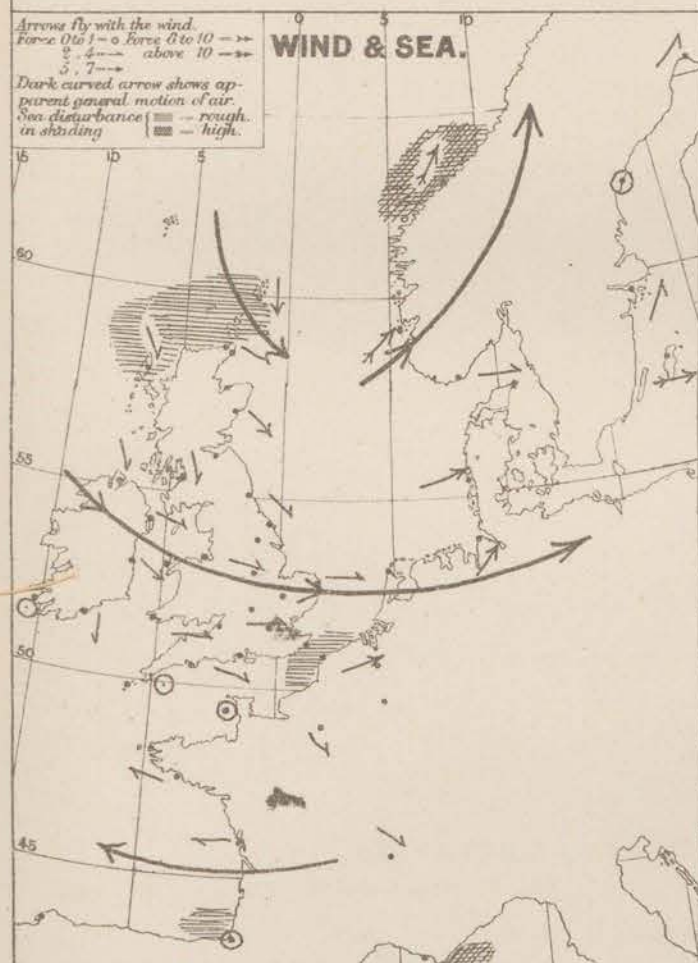 Arrows fly with the wind.
Force 0 to 1 — o Force 8 to 10 —
2 „ 4 — above 10 —
5 „ 7 —
Dark curved arrow shows ap-
parent general motion of air.
Sea disturbance — rough.
in shading — high.
WIND & SEA.
15 10 5 0 5 10
60
55
50
45